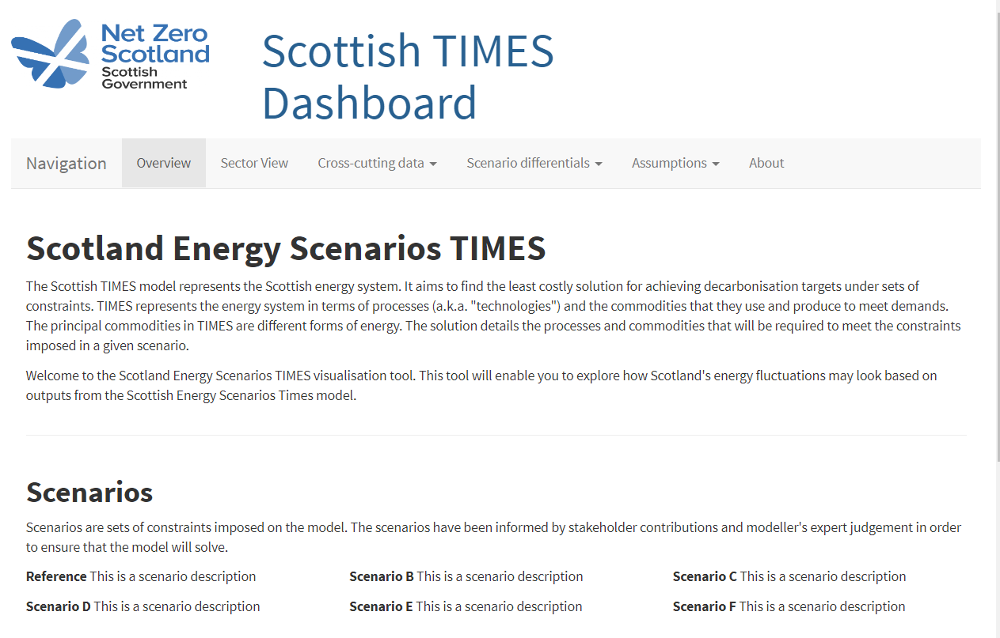 Net Zero
Scotland
Scottish
Government
Scottish TIMES
Dashboard
Navigation Overview Sector View Cross-cutting data Scenario differentials Assumptions About
Scotland Energy Scenarios TIMES
The Scottish TIMES model represents the Scottish energy system. It aims to find the least costly solution for achieving decarbonisation targets under sets of
constraints. TIMES represents the energy system in terms of processes (a.k.a. "technologies") and the commodities that they use and produce to meet demands.
The principal commodities in TIMES are different forms of energy. The solution details the processes and commodities that will be required to meet the constraints
imposed in a given scenario.
Welcome to the Scotland Energy Scenarios TIMES visualisation tool. This tool will enable you to explore how Scotland's energy fluctuations may look based on
outputs from the Scottish Energy Scenarios Times model.
Scenarios
Scenarios are sets of constraints imposed on the model. The scenarios have been informed by stakeholder contributions and modeller's expert judgement in order
to ensure that the model will solve.
Reference This is a scenario description Scenario B This is a scenario description Scenario C This is a scenario description
Scenario D This is a scenario description Scenario E This is a scenario description Scenario F This is a scenario description